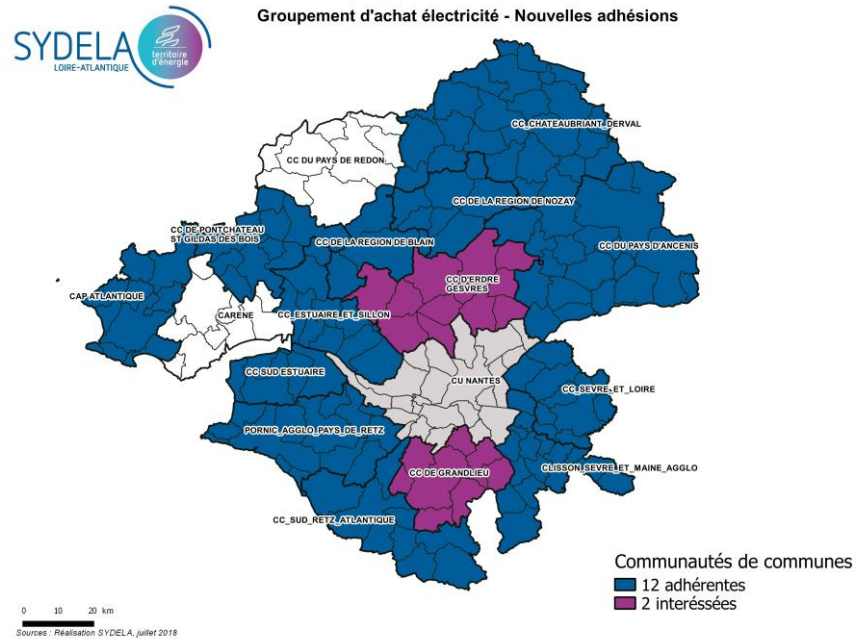 Groupement d'achat électricité - Nouvelles adhésions
SYDELA
LOIRE-ATLANTIQUE
territoire
d'énergie
CC_CHATEAUBRIANT_DERVAL
CC DU PAYS DE REDON
CC DE LA REGION DE NOZAY
CC DE PONTCHATEAU
ST GILDAS DES BOIS
CC DE LA REGION DE BLAIN
CC DU PAYS D'ANCENIS
CC D'ERDRE
GESVRES
CAP ATLANTIQUE
CARENE
CC_ESTUAIRE_ET_SILLON
CC SUD ESTUAIRE
CU NANTES
CC_SEVRE_ET_LOIRE
PORNIC_AGGLO_PAYS_DE_RETZ
CC DE GRANDLIEU
CLISSON_SEVRE_ET_MAINE_AGGLO
CC_SUD_RETZ_ATLANTIQUE
Communautés de communes
12 adhérentes
2 interéssées
0 10 20 km
Sources : Réalisation SYDELA, juillet 2018